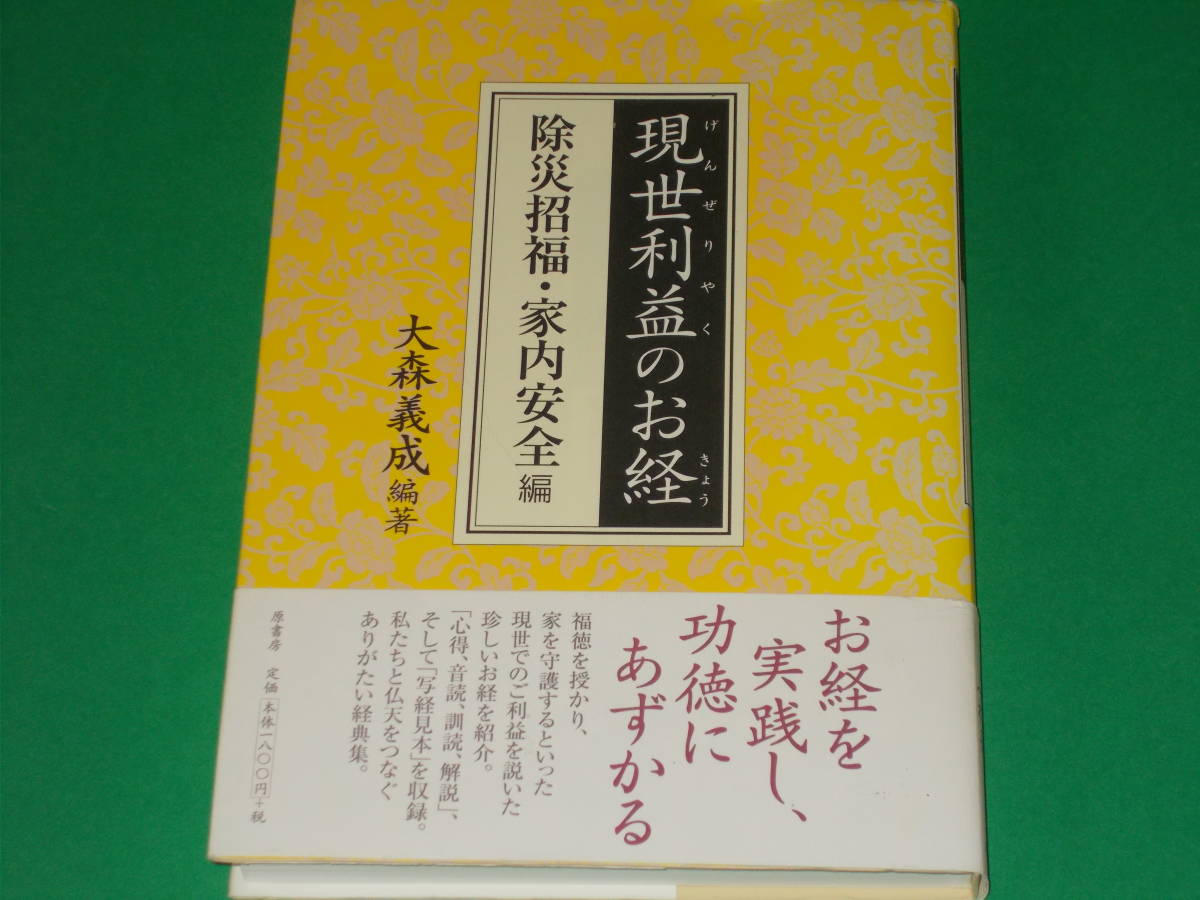 現世利益のお経
げんぜりやく
きょう
除災招福・家内安全編
大森義成編著
お経を
実践し、
功徳に
あずかる
福徳を授かり、
家を守護するといった
現世でのご利益を説いた
珍しいお経を紹介。
「心得、音読、訓読、解説」、
そして「写経見本」を収録。
私たちと仏天をつなぐ
ありがたい経典集。
原書房 定価 本体一八〇〇円+税